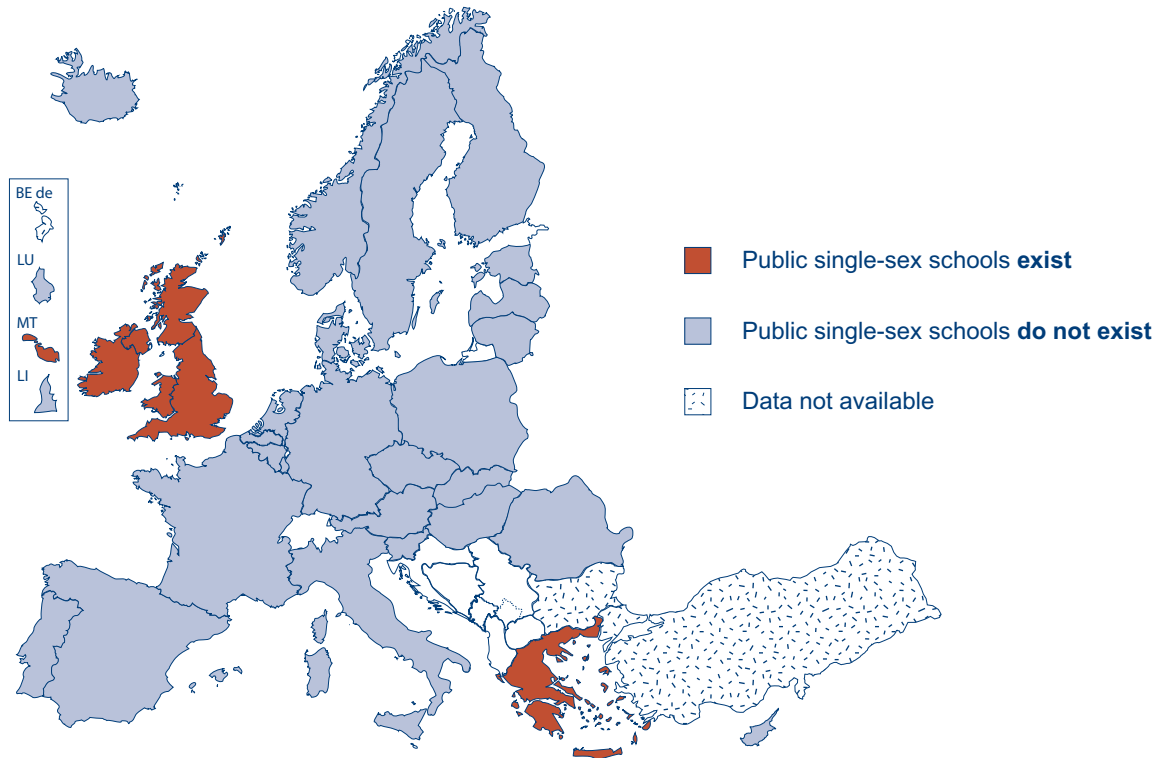 BE de
LU
MT
LI
Public single-sex schools exist
Public single-sex schools do not exist
Data not available